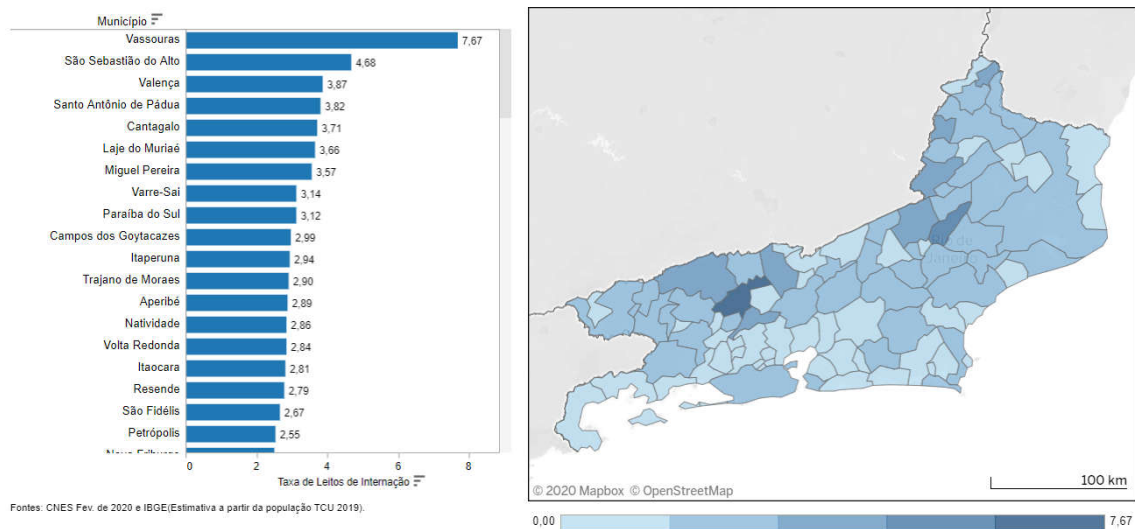 Município
Vassouras 7,67
São Sebastião do Alto 4,68
Valença 3,87
Santo Antônio de Pádua 3,82
Cantagalo 3,71
Laje do Muriaé 3,66
Miguel Pereira 3,57
Varre-Sai 3,14
Paraíba do Sul 3,12
Campos dos Goytacazes 2,99
Itaperuna 2,94
Trajano de Moraes 2,90
Aperibé 2,89
Natividade 2,86
Volta Redonda 2,84
Itaocara 2,81
Resende 2,79
São Fidélis 2,67
Petrópolis 2,55
Nova Friburgo
0 2 4 6 8
Taxa de Leitos de Internação
Fontes: CNES Fev. de 2020 e IBGE(Estimativa a partir da população TCU 2019).
Rio de
Janeiro
100 km
© 2020 Mapbox © OpenStreetMap
0,00 7,67